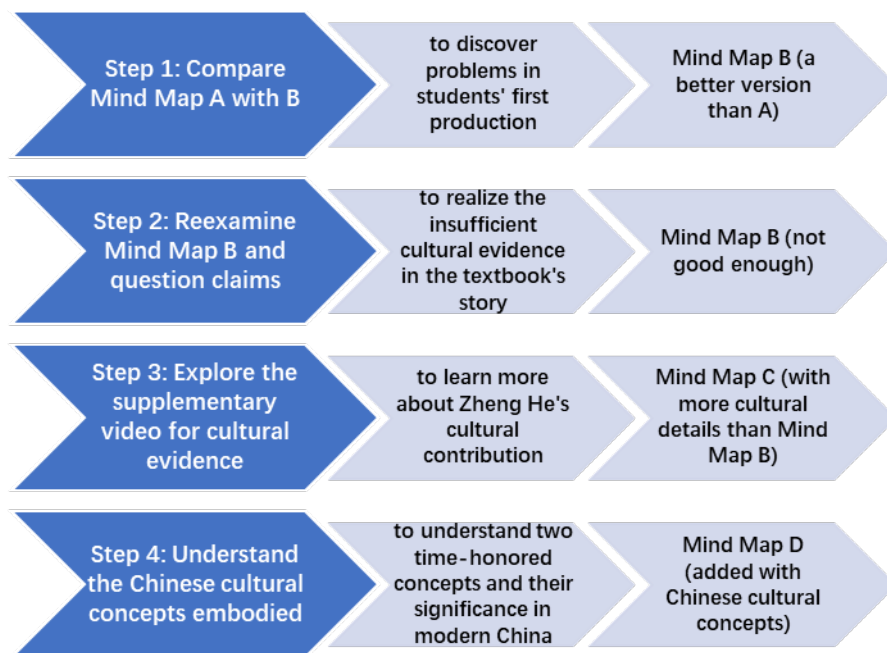 Step 1: Compare
Mind Map A with B
to discover
problems in
students' first
production
Mind Map B (a
better version
than A)
Step 2: Reexamine
Mind Map B and
question claims
to realize the
insufficient
cultural evidence
in the textbook's
story
Mind Map B (not
good enough)
Step 3: Explore the
supplementary
video for cultural
evidence
to learn more
about Zheng He's
cultural
contribution
Mind Map C (with
more cultural
details than Mind
Map B)
Step 4: Understand
the Chinese cultural
concepts embodied
to understand two
time-honored
concepts and their
significance in
modern China
Mind Map D
(added with
Chinese cultural
concepts)